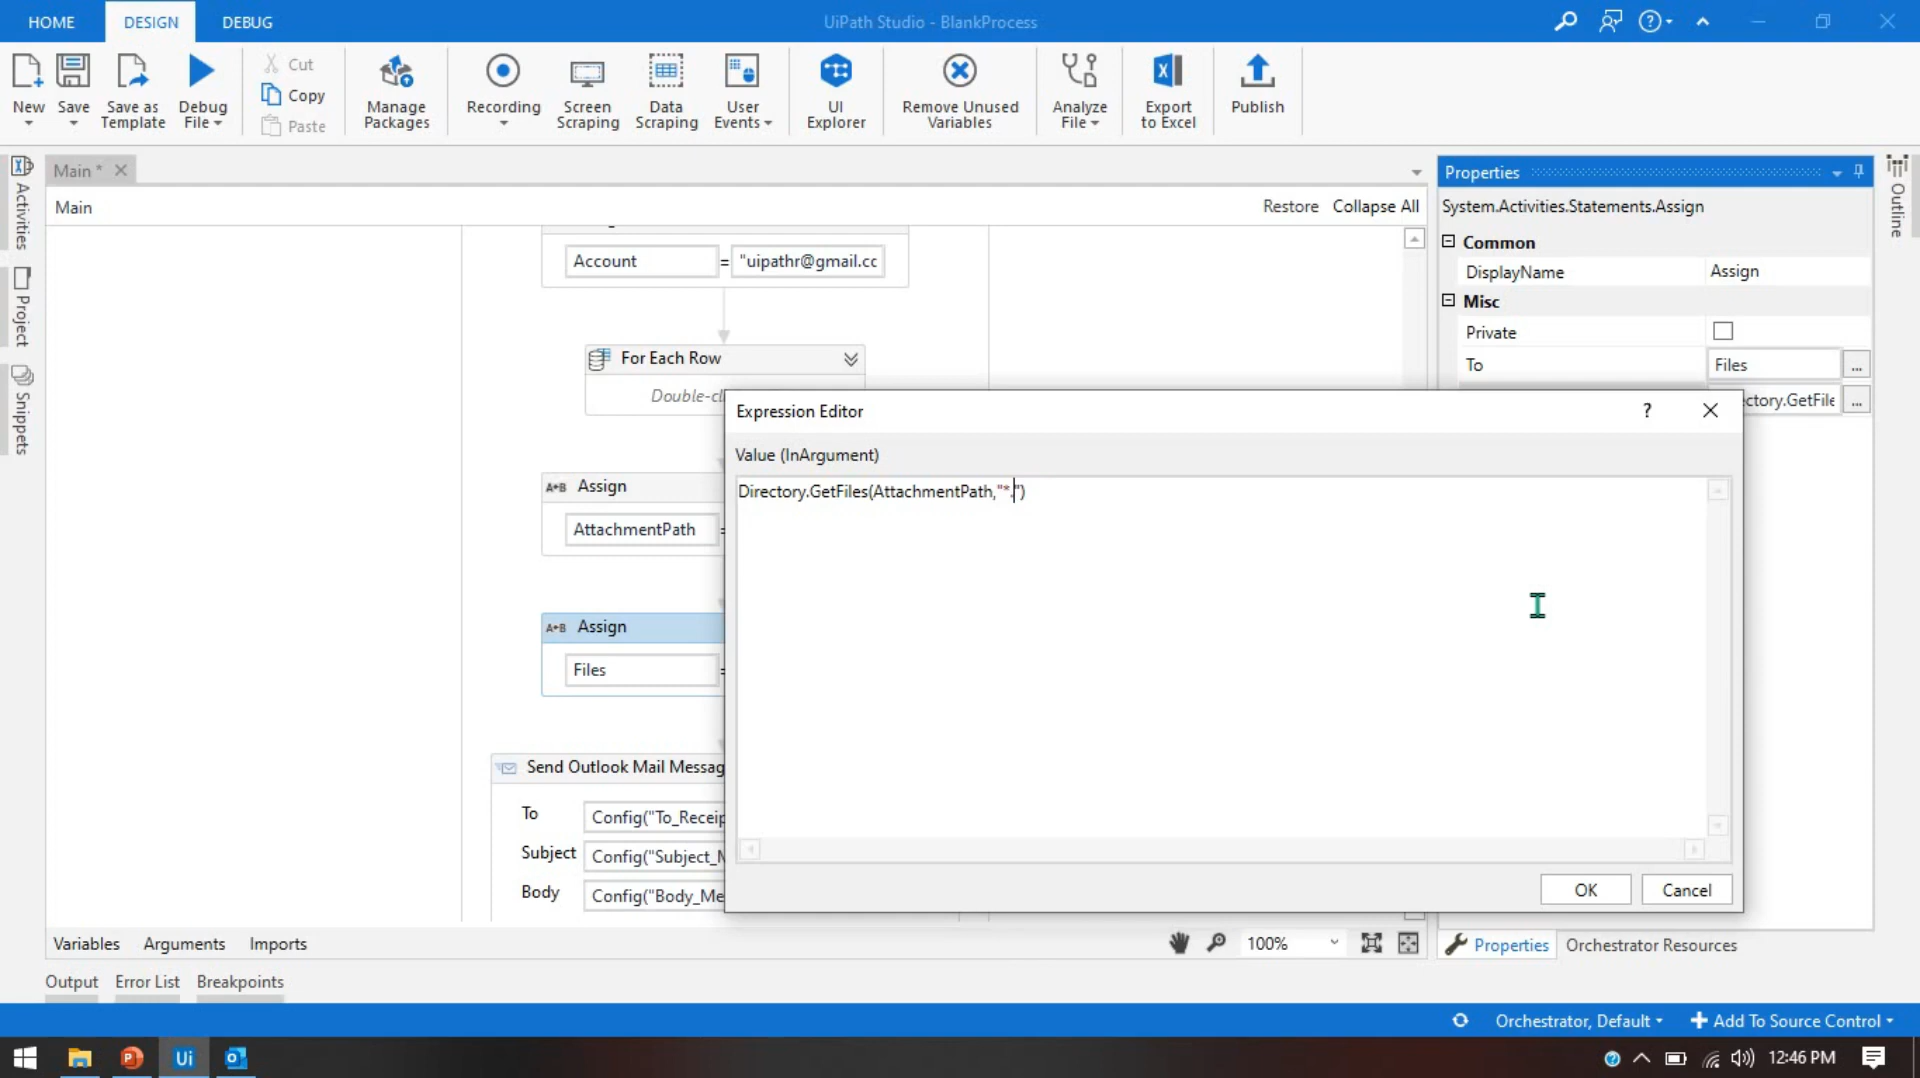 HOME
DESIGN
DEBUG
UiPath Studio - BlankProcess
New
Save
Save as Template
Debug File
Cut
Copy
Paste
Manage Packages
Recording
Screen Scraping
Data Scraping
User Events
UI Explorer
Remove Unused Variables
Analyze File
Export to Excel
Publish
Activities
Project
Snippets
Main *
Main
Restore
Collapse All
Account = "uipathr@gmail.cc
For Each Row
Double-cl
Assign
AttachmentPath =
Assign
Files =
Send Outlook Mail Messag
To
Config("To_Receip
Subject
Config("Subject_M
Body
Config("Body_Me
Expression Editor
?
Value (InArgument)
Directory.GetFiles(AttachmentPath,"*.")
OK
Cancel
Properties
System.Activities.Statements.Assign
Common
DisplayName
Assign
Misc
Private
To
Files
...
ectory.GetFile
...
Outline
Variables
Arguments
Imports
100%
Properties
Orchestrator Resources
Output
Error List
Breakpoints
Orchestrator, Default
Add To Source Control
Ui
12:46 PM